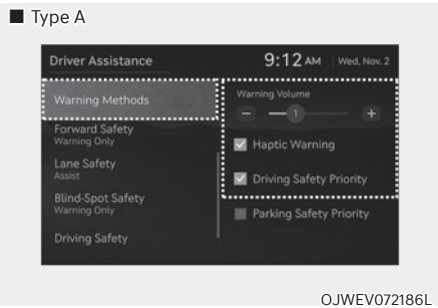 ■ Type A
Driver Assistance
9:12 AM
Wed, Nov. 2
Warning Methods
Forward Safety
Warning Only
Lane Safety
Assist
Blind-Spot Safety
Warning Only
Driving Safety
Warning Volume
− 1 +
Haptic Warning
Driving Safety Priority
Parking Safety Priority
OJWEV072186L